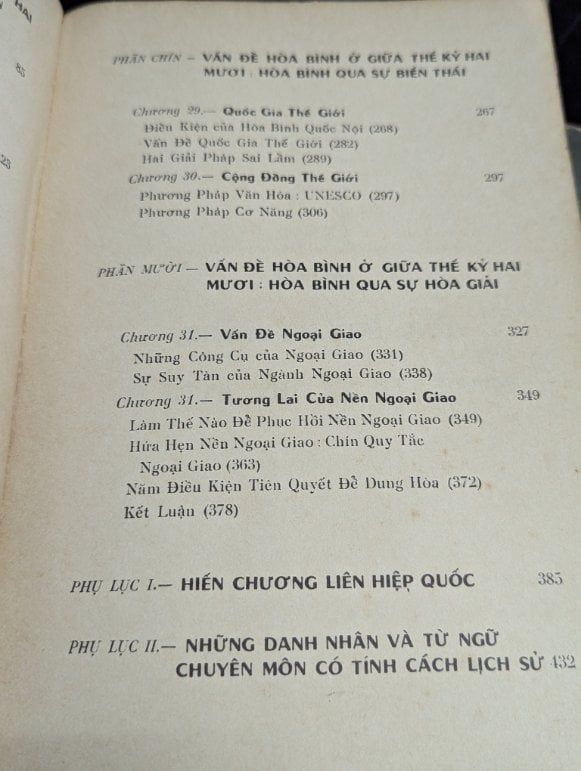 HAI
85
25
PHẦN CHÍN – VẤN ĐỀ HÒA BÌNH Ở GIỮA THẾ KỶ HAI
MƯƠI : HÒA BÌNH QUA SỰ BIẾN THÁI
Chương 29.— Quốc Gia Thế Giới 267
Điều Kiện của Hòa Bình Quốc Nội (268)
Vấn Đề Quốc Gia Thế Giới (282)
Hai Giải Pháp Sai Lầm (289)
Chương 30.— Cộng Đồng Thế Giới 297
Phương Pháp Văn Hóa : UNESCO (297)
Phương Pháp Cơ Năng (306)
PHẦN MƯỜI — VẤN ĐỀ HÒA BÌNH Ở GIỮA THẾ KỶ HAI
MƯƠI : HÒA BÌNH QUA SỰ HÒA GIẢI
Chương 31.— Vấn Đề Ngoại Giao 327
Những Công Cụ của Ngoại Giao (331)
Sự Suy Tàn của Ngành Ngoại Giao (338)
Chương 31.— Tương Lai Của Nền Ngoại Giao 349
Làm Thế Nào Để Phục Hồi Nền Ngoại Giao (349)
Hứa Hẹn Nền Ngoại Giao : Chín Quy Tắc
Ngoại Giao (363)
Năm Điều Kiện Tiên Quyết Để Dung Hòa (372)
Kết Luận (378)
PHỤ LỤC I.— HIẾN CHƯƠNG LIÊN HIỆP QUỐC 385
PHỤ LỤC II.— NHỮNG DANH NHÂN VÀ TỪ NGỮ
CHUYÊN MÔN CÓ TÍNH CÁCH LỊCH SỬ 432